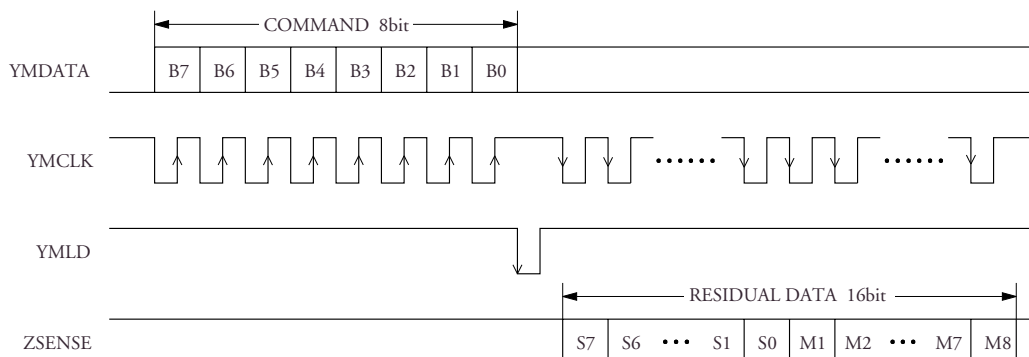 COMMAND 8bit
YMDATA B7 B6 B5 B4 B3 B2 B1 B0
YMCLK ...... ......
YMLD
RESIDUAL DATA 16bit
ZSENSE S7 S6 ... S1 S0 M1 M2 ... M7 M8